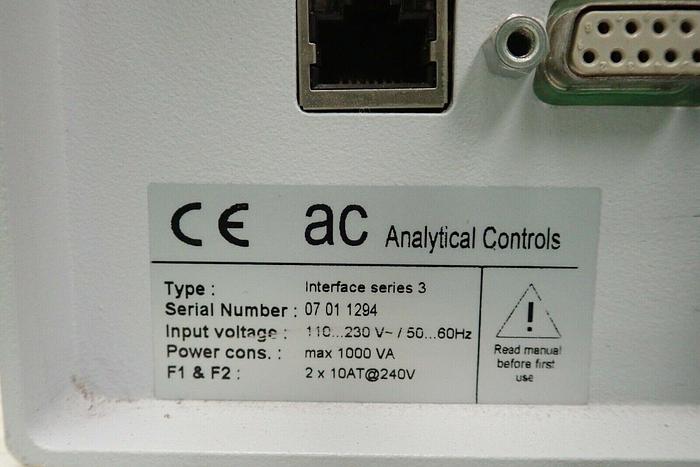 CE ac Analytical Controls
Type : Interface series 3
Serial Number : 07 01 1294
Input voltage : 110...230 V~ / 50...60Hz
Power cons. : max 1000 VA
F1 & F2 : 2 x 10AT@240V
!
Read manual
before first
use